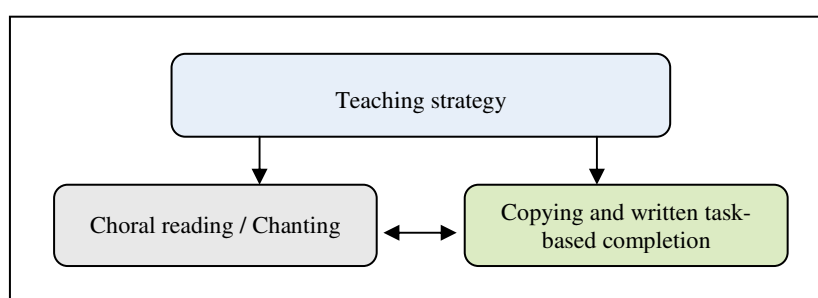 Teaching strategy
Choral reading / Chanting
Copying and written task-
based completion